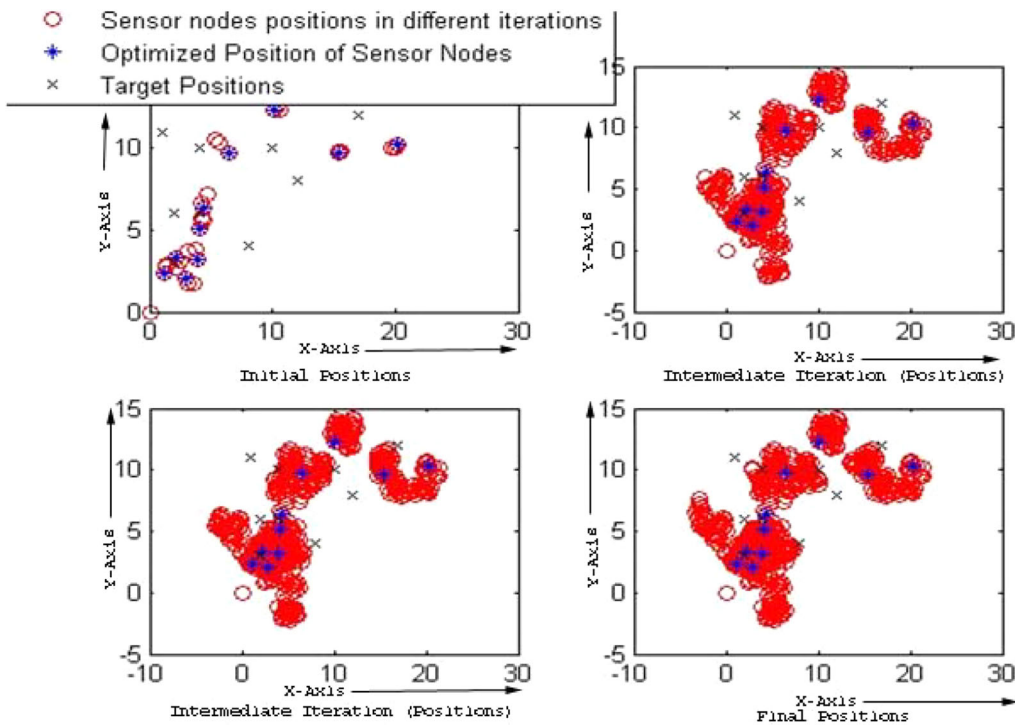 Sensor nodes positions in different iterations
Optimized Position of Sensor Nodes
Target Positions
10
5
0
0 10 20 30
Y-Axis
X-Axis
Initial Positions
15
10
5
0
-5
-10 0 10 20 30
Y-Axis
X-Axis
Intermediate Iteration (Positions)
15
10
5
0
-5
-10 0 10 20 30
Y-Axis
X-Axis
Intermediate Iteration (Positions)
15
10
5
0
-5
-10 0 10 20 30
Y-Axis
X-Axis
Final Positions